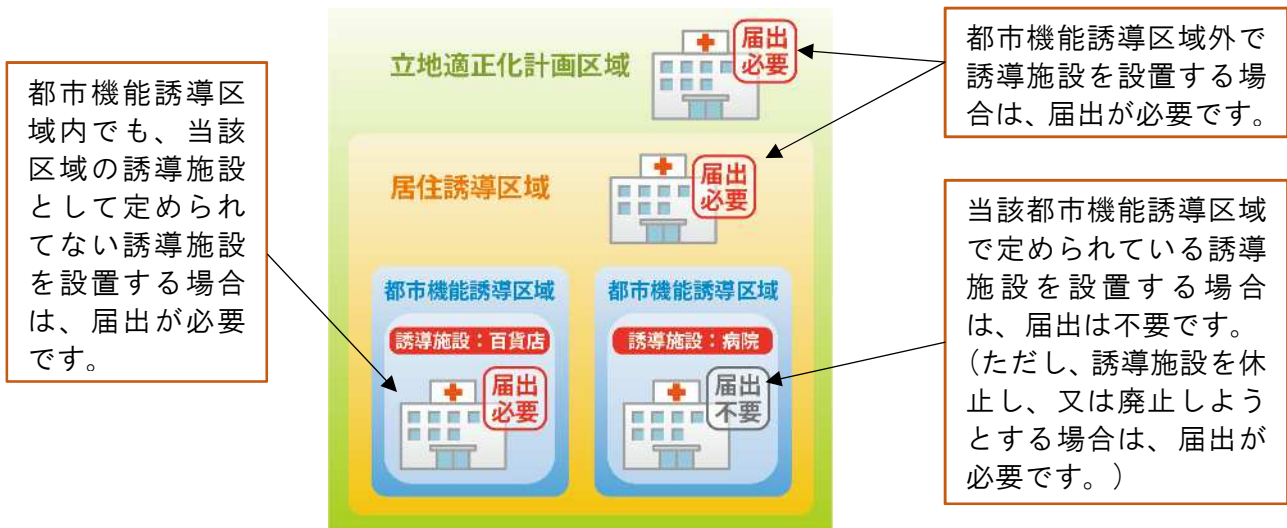 都市機能誘導区
域内でも、当該
区域の誘導施設
として定められ
てない誘導施設
を設置する場合
は、届出が必要
です。
立地適正化計画区域
届出
必要
居住誘導区域
届出
必要
都市機能誘導区域
誘導施設：百貨店
届出
必要
都市機能誘導区域
誘導施設：病院
届出
不要
都市機能誘導区域外で
誘導施設を設置する場
合は、届出が必要です。
当該都市機能誘導区域
で定められている誘導
施設を設置する場合
は、届出は不要です。
（ただし、誘導施設を休
止し、又は廃止しよう
とする場合は、届出が
必要です。）